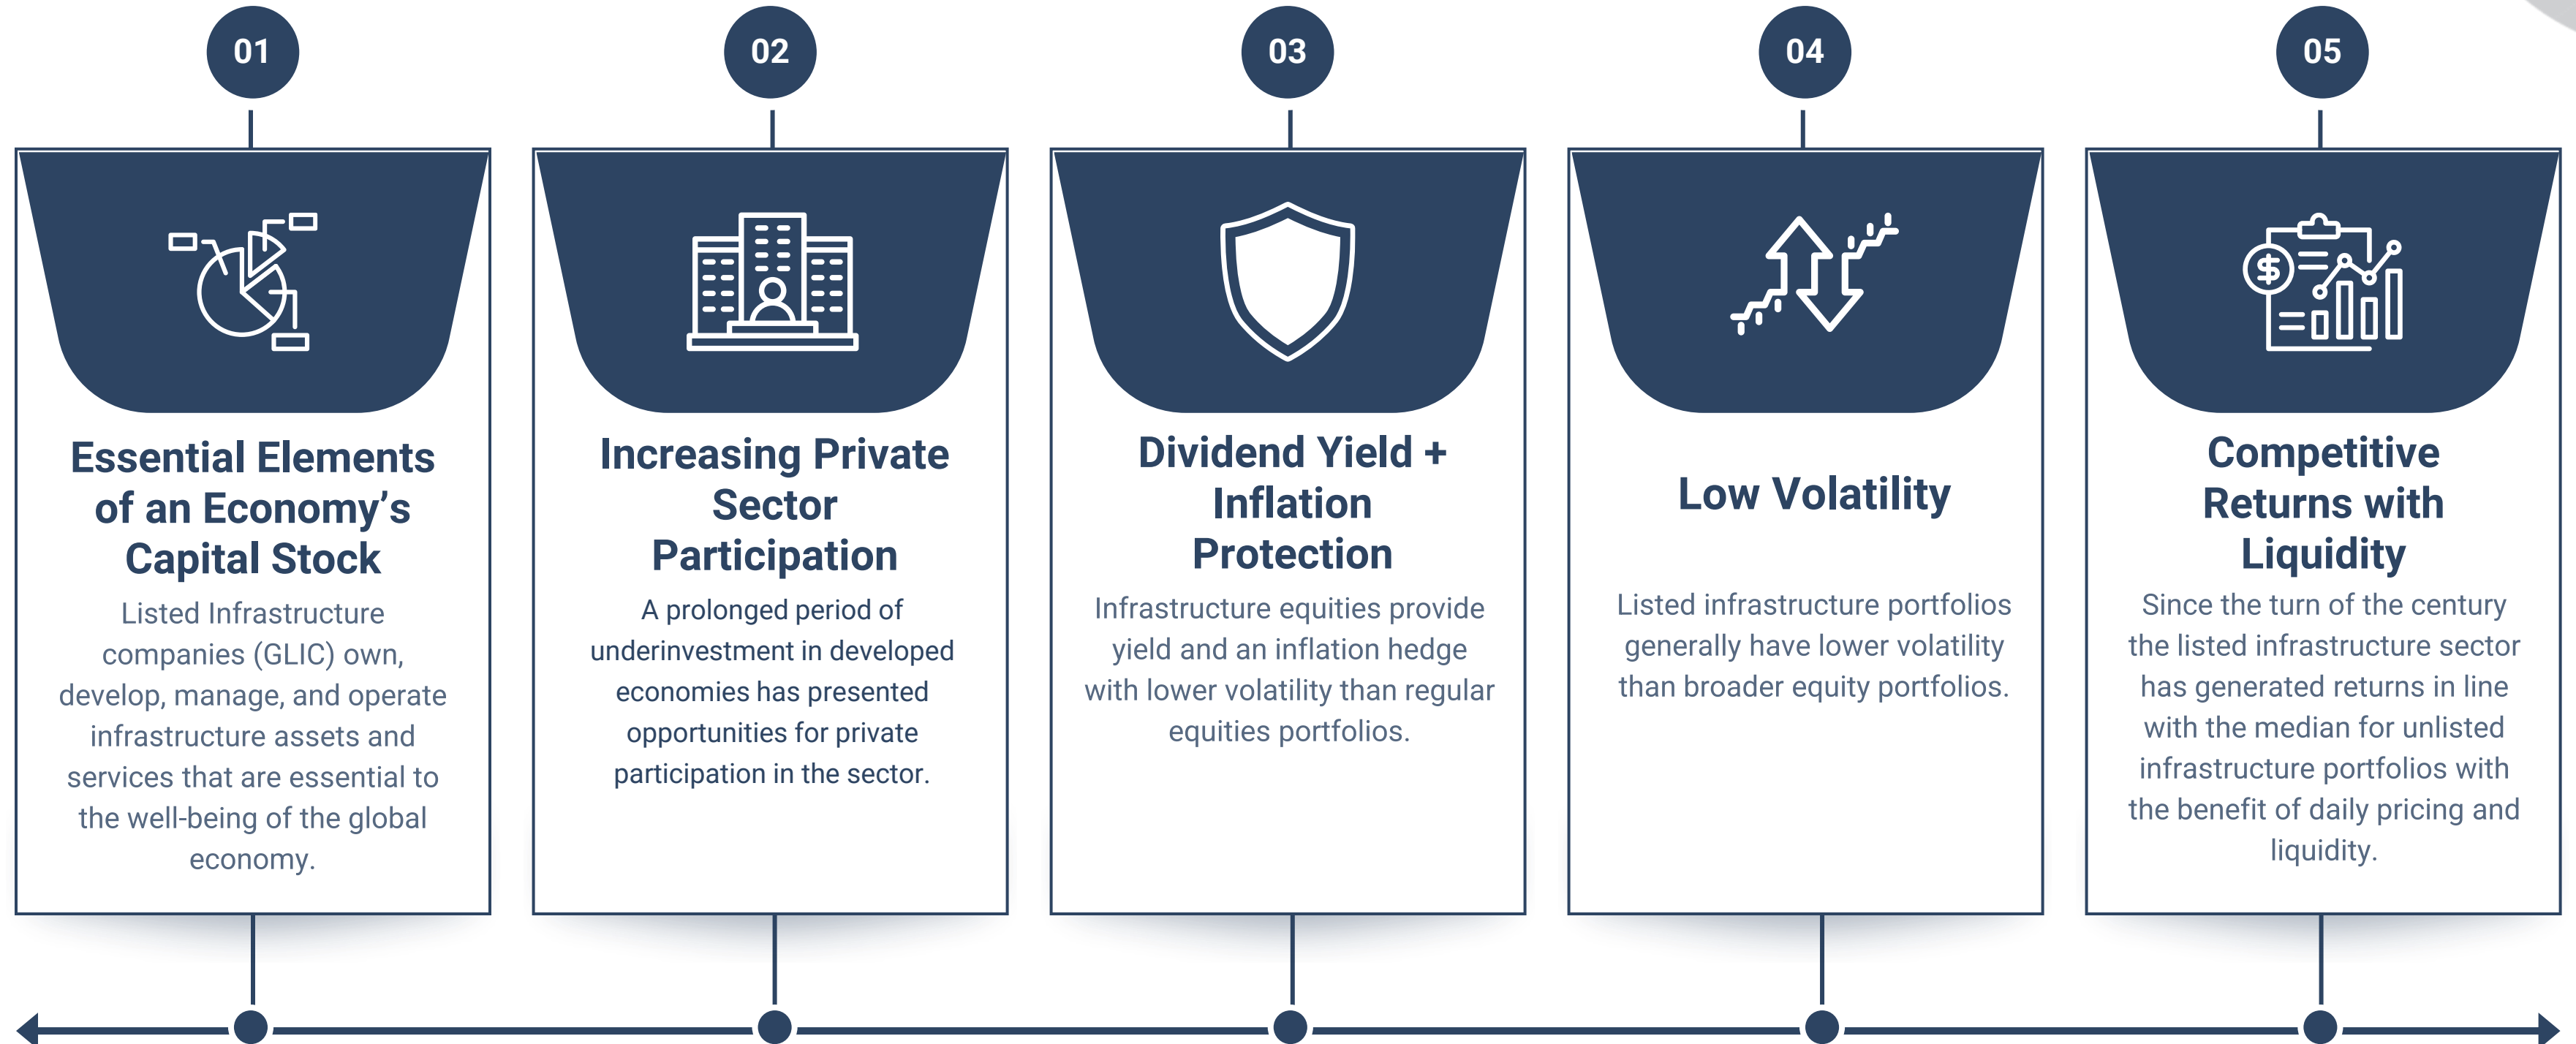 01
Essential Elements
of an Economy’s
Capital Stock
Listed Infrastructure
companies (GLIC) own,
develop, manage, and operate
infrastructure assets and
services that are essential to
the well-being of the global
economy.
02
Increasing Private
Sector
Participation
A prolonged period of
underinvestment in developed
economies has presented
opportunities for private
participation in the sector.
03
Dividend Yield +
Inflation
Protection
Infrastructure equities provide
yield and an inflation hedge
with lower volatility than regular
equities portfolios.
04
Low Volatility
Listed infrastructure portfolios
generally have lower volatility
than broader equity portfolios.
05
$
Competitive
Returns with
Liquidity
Since the turn of the century
the listed infrastructure sector
has generated returns in line
with the median for unlisted
infrastructure portfolios with
the benefit of daily pricing and
liquidity.